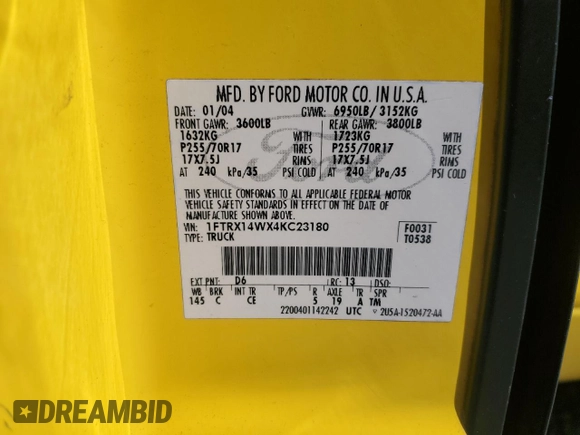 MFD. BY FORD MOTOR CO. IN U.S.A.
DATE: 01/04 GVWR: 6950LB/ 3152KG
FRONT GAWR: 3600LB REAR GAWR: 3800LB
1632KG WITH 1723KG WITH
P255/70R17 TIRES P255/70R17 TIRES
17X7.5J RIMS 17X7.5J RIMS
AT 240 kPa/35 PSI COLD AT 240 kPa/35 PSI COLD
Ford
THIS VEHICLE CONFORMS TO ALL APPLICABLE FEDERAL MOTOR
VEHICLE SAFETY STANDARDS IN EFFECT ON THE DATE OF
MANUFACTURE SHOWN ABOVE.
VIN: 1FTRX14WX4KC23180 F0031
TYPE: TRUCK T0538
EXT PNT: D6 RC: 13 DSO:
WB BRK INT TR TP/PS R AXLE TR SPR
145 C CE 5 19 A TM
2200401142242 UTC V 2U5A-1520472-AA
DREAMBID